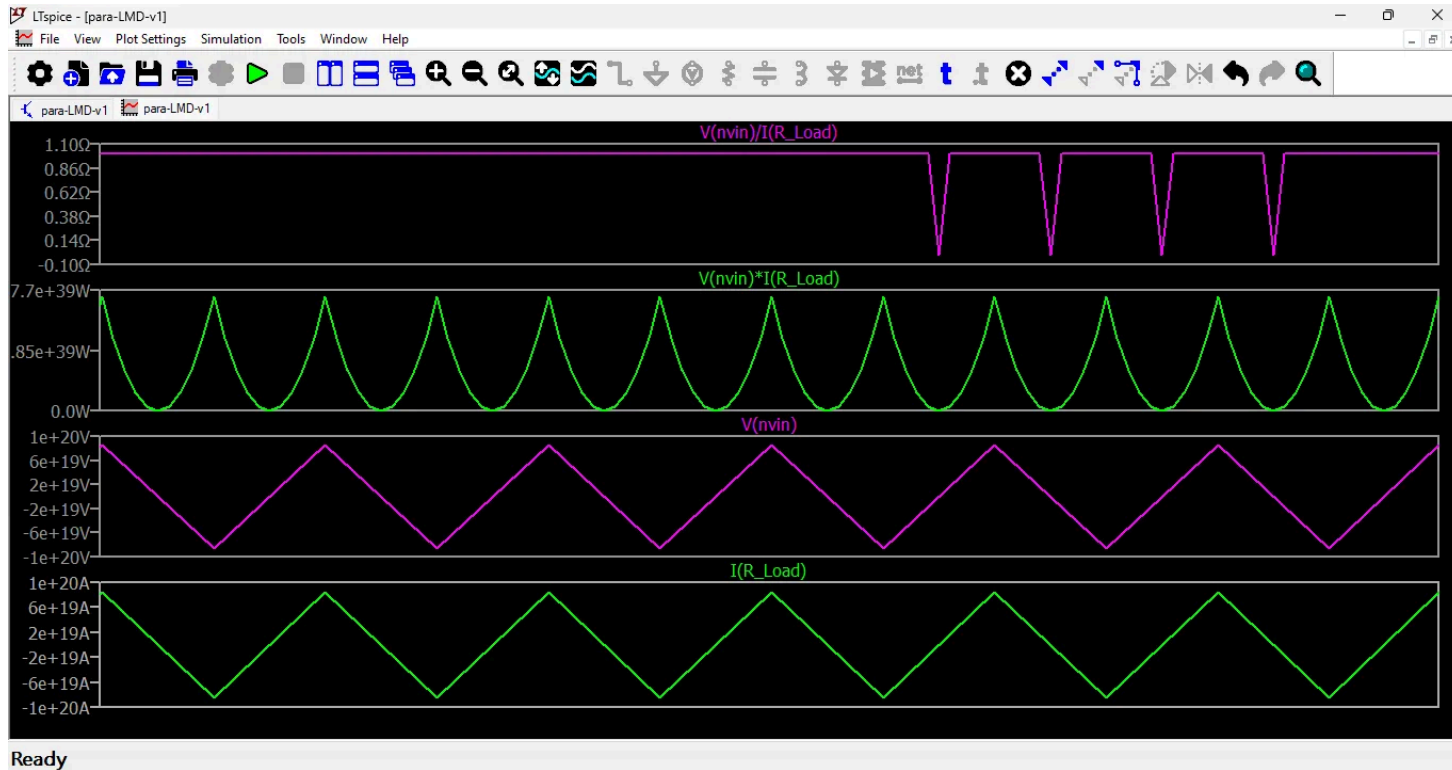 LTspice - [para-LMD-v1]
File View Plot Settings Simulation Tools Window Help
net t t
para-LMD-v1 para-LMD-v1
V(nvin)/I(R_Load)
1.10Ω
0.86Ω
0.62Ω
0.38Ω
0.14Ω
-0.10Ω
V(nvin)*I(R_Load)
7.7e+39W
.85e+39W
0.0W
V(nvin)
1e+20V
6e+19V
2e+19V
-2e+19V
-6e+19V
-1e+20V
I(R_Load)
1e+20A
6e+19A
2e+19A
-2e+19A
-6e+19A
-1e+20A
Ready